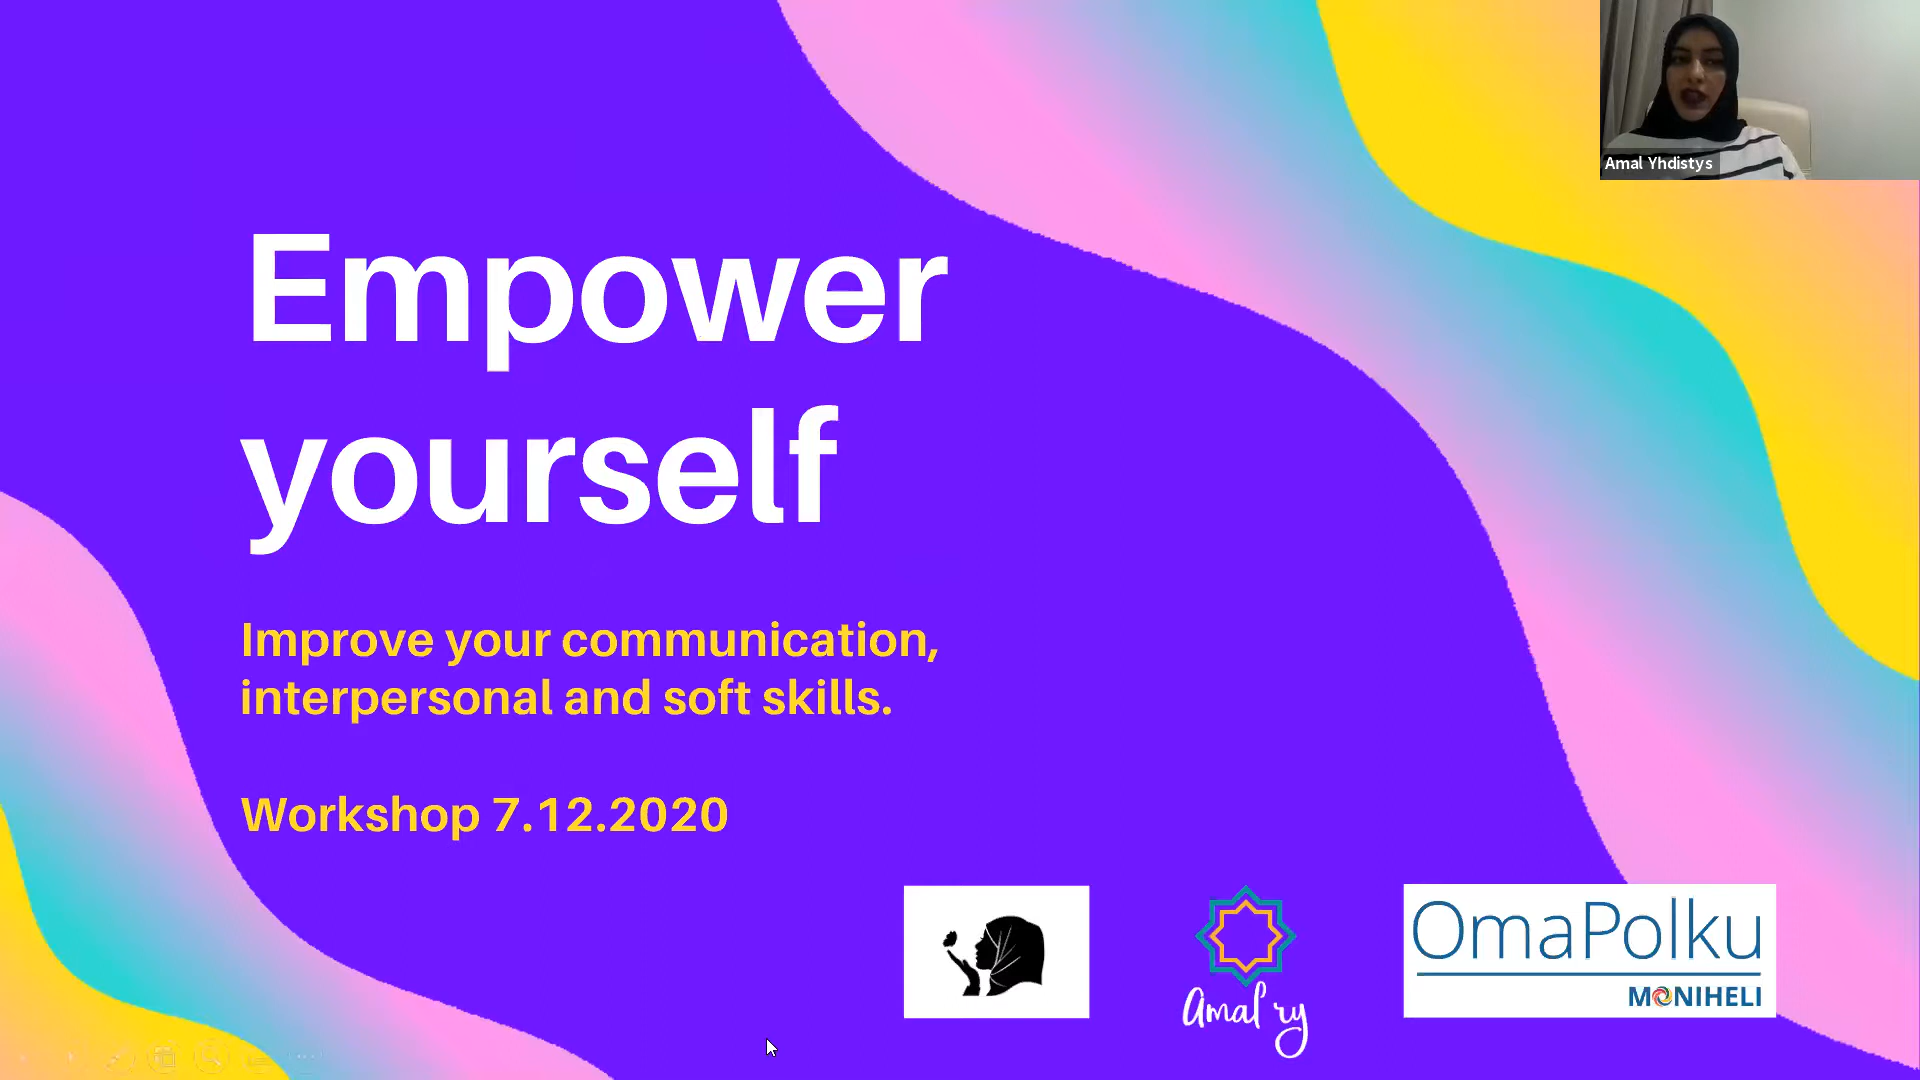 Amal Yhdistys
Empower
yourself
Improve your communication,
interpersonal and soft skills.
Workshop 7.12.2020
Amal ry
OmaPolku
MONIHELI